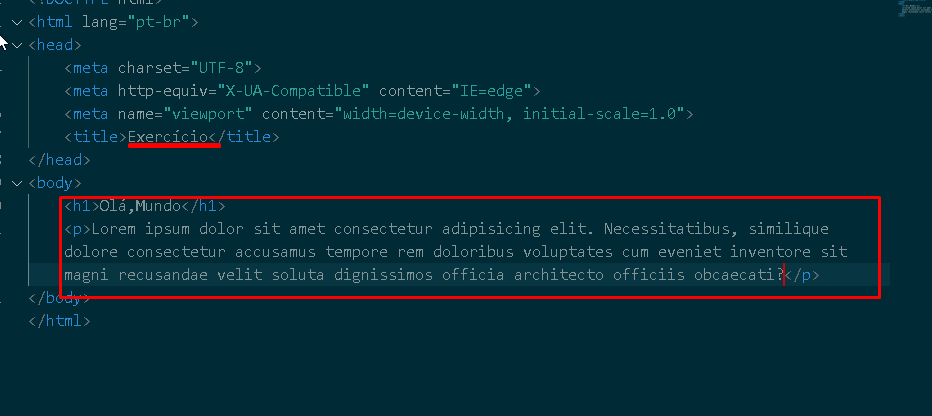 <!DOCTYPE html>
<html lang="pt-br">
<head>
<meta charset="UTF-8">
<meta http-equiv="X-UA-Compatible" content="IE=edge">
<meta name="viewport" content="width=device-width, initial-scale=1.0">
<title>Exercício</title>
</head>
<body>
<h1>Olá,Mundo</h1>
<p>Lorem ipsum dolor sit amet consectetur adipisicing elit. Necessitatibus, similique
dolore consectetur accusamus tempore rem doloribus voluptates cum eveniet inventore sit
magni recusandae velit soluta dignissimos officia architecto officiis obcaecati?</p>
</body>
</html>